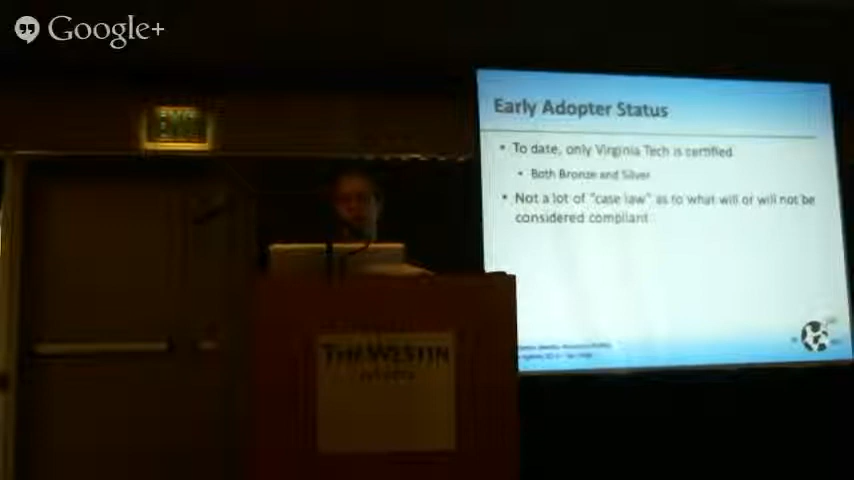 Google+
EXIT
Early Adopter Status
• To date, only Virginia Tech is certified
• Both Bronze and Silver
• Not a lot of "case law" as to what will or will not be
considered compliant
THE WESTIN